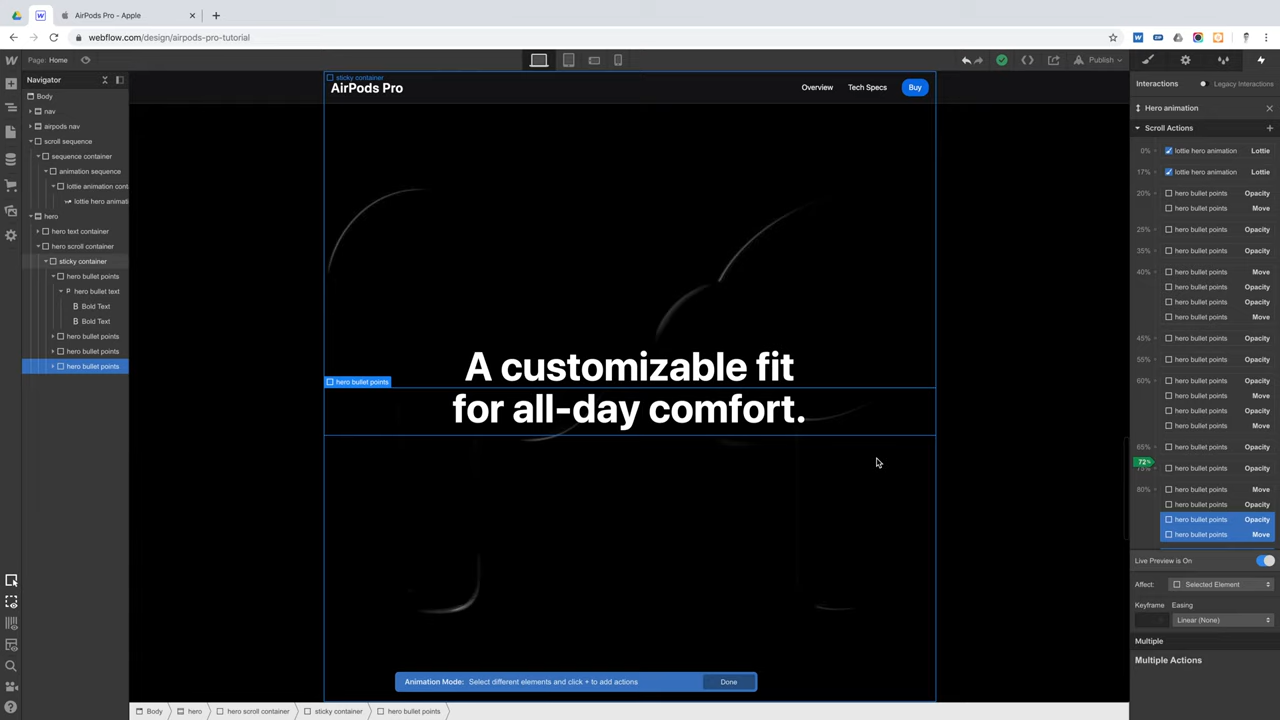 AirPods Pro - Apple
webflow.com/design/airpods-pro-tutorial
Page: Home
Publish
Navigator
Body
nav
airpods nav
scroll sequence
sequence container
animation sequence
lottie animation cont
lottie hero animati
hero
hero text container
hero scroll container
sticky container
hero bullet points
hero bullet text
Bold Text
Bold Text
hero bullet points
hero bullet points
hero bullet points
sticky container
AirPods Pro
Overview
Tech Specs
Buy
A customizable fit
for all-day comfort.
hero bullet points
Animation Mode: Select different elements and click + to add actions
Done
Body
hero
hero scroll container
sticky container
hero bullet points
Interactions
Legacy Interactions
Hero animation
Scroll Actions
0% lottie hero animation Lottie
17% lottie hero animation Lottie
20% hero bullet points Opacity
hero bullet points Move
25% hero bullet points Opacity
35% hero bullet points Opacity
40% hero bullet points Move
hero bullet points Opacity
hero bullet points Opacity
hero bullet points Move
45% hero bullet points Opacity
55% hero bullet points Opacity
60% hero bullet points Opacity
hero bullet points Move
hero bullet points Opacity
hero bullet points Move
65% hero bullet points Opacity
72%
hero bullet points Opacity
80% hero bullet points Move
hero bullet points Opacity
hero bullet points Opacity
hero bullet points Move
Live Preview is On
Affect: Selected Element
Keyframe Easing
Linear (None)
Multiple
Multiple Actions